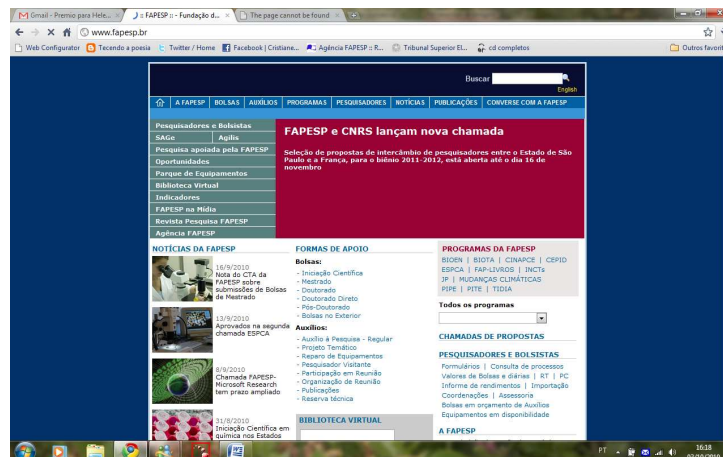 Gmail - Premio para Hele...
:: FAPESP :: - Fundação d...
The page cannot be found
www.fapesp.br
Web Configurator
Tecendo a poesia
Twitter / Home
Facebook | Cristiane...
Agência FAPESP :: R...
Tribunal Superior El...
cd completos
Outros favorit
Buscar
English
A FAPESP
BOLSAS
AUXÍLIOS
PROGRAMAS
PESQUISADORES
NOTÍCIAS
PUBLICAÇÕES
CONVERSE COM A FAPESP
Pesquisadores e Bolsistas
SAGe
Agilis
Pesquisa apoiada pela FAPESP
Oportunidades
Parque de Equipamentos
Biblioteca Virtual
Indicadores
FAPESP na Mídia
Revista Pesquisa FAPESP
Agência FAPESP
FAPESP e CNRS lançam nova chamada
Seleção de propostas de intercâmbio de pesquisadores entre o Estado de São
Paulo e a França, para o biênio 2011-
2012, está aberta até o dia 16 de
novembro
NOTÍCIAS DA FAPESP
16/9/2010
Nota do CTA da
FAPESP sobre
submissões de Bolsas
de Mestrado
13/9/2010
Aprovados na segunda
chamada ESPCA
8/9/2010
Chamada FAPESP-
Microsoft Research
tem prazo ampliado
31/8/2010
Iniciação Científica em
química nos Estados
FORMAS DE APOIO
Bolsas:
- Iniciação Científica
- Mestrado
- Doutorado
- Doutorado Direto
- Pós-Doutorado
- Bolsas no Exterior
Auxílios:
- Auxílio à Pesquisa - Regular
- Projeto Temático
- Reparo de Equipamentos
- Pesquisador Visitante
- Participação em Reunião
- Organização de Reunião
- Publicações
- Reserva técnica
BIBLIOTECA VIRTUAL
PROGRAMAS DA FAPESP
BIOEN | BIOTA | CINAPCE | CEPID
ESPCA | FAP-LIVROS | INCTs
JP | MUDANÇAS CLIMÁTICAS
PIPE | PITE | TIDIA
Todos os programas
CHAMADAS DE PROPOSTAS
PESQUISADORES E BOLSISTAS
Formulários | Consulta de processos
Valores de Bolsas e diárias | RT | PC
Informe de rendimentos | Importação
Coordenações | Assessoria
Bolsas em orçamento de Auxílios
Equipamentos em disponibilidade
A FAPESP
PT
16:18
02/10/2010